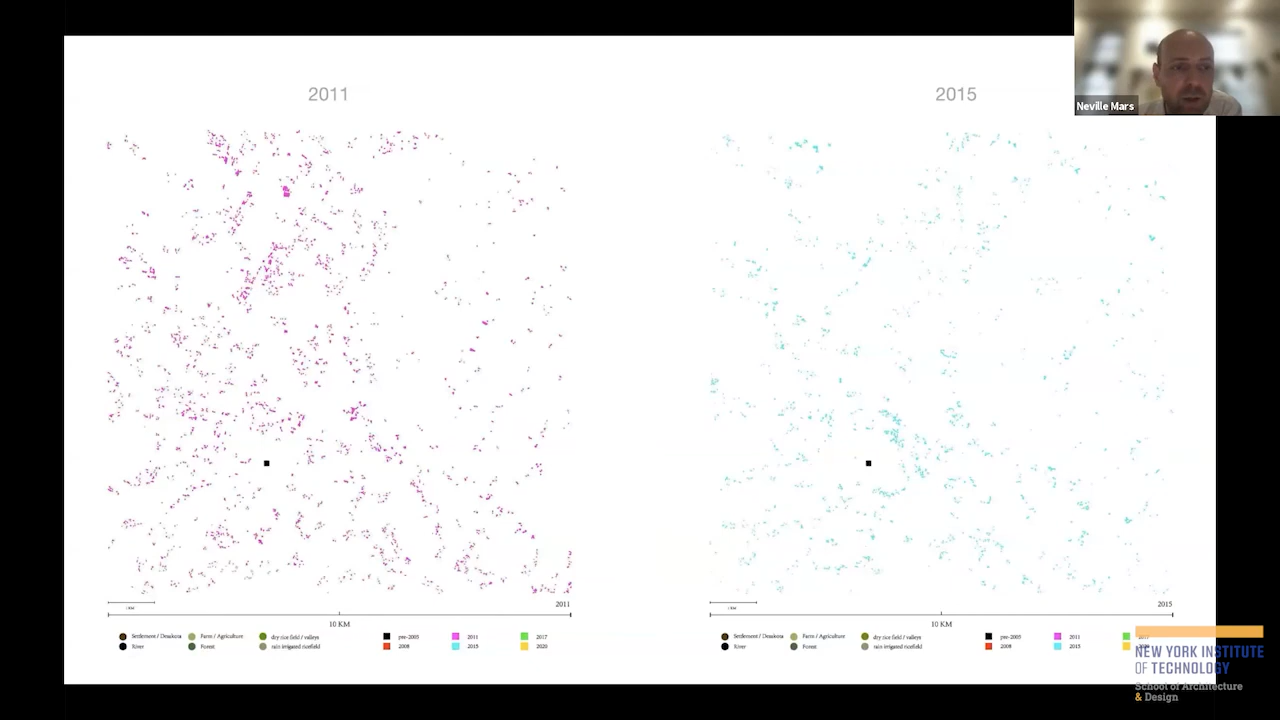 2011
2015
Neville Mars
2011
10 KM
Settlement / Desakota
Farm / Agriculture
dry rice field / valleys
River
Forest
rain irrigated ricefield
pre-2003
2011
2017
2008
2015
2020
2015
10 KM
Settlement / Desakota
Farm / Agriculture
dry rice field / valleys
River
Forest
rain irrigated ricefield
pre-2003
2011
2008
2015
NEW YORK INSTITUTE
OF TECHNOLOGY
School of Architecture
& Design